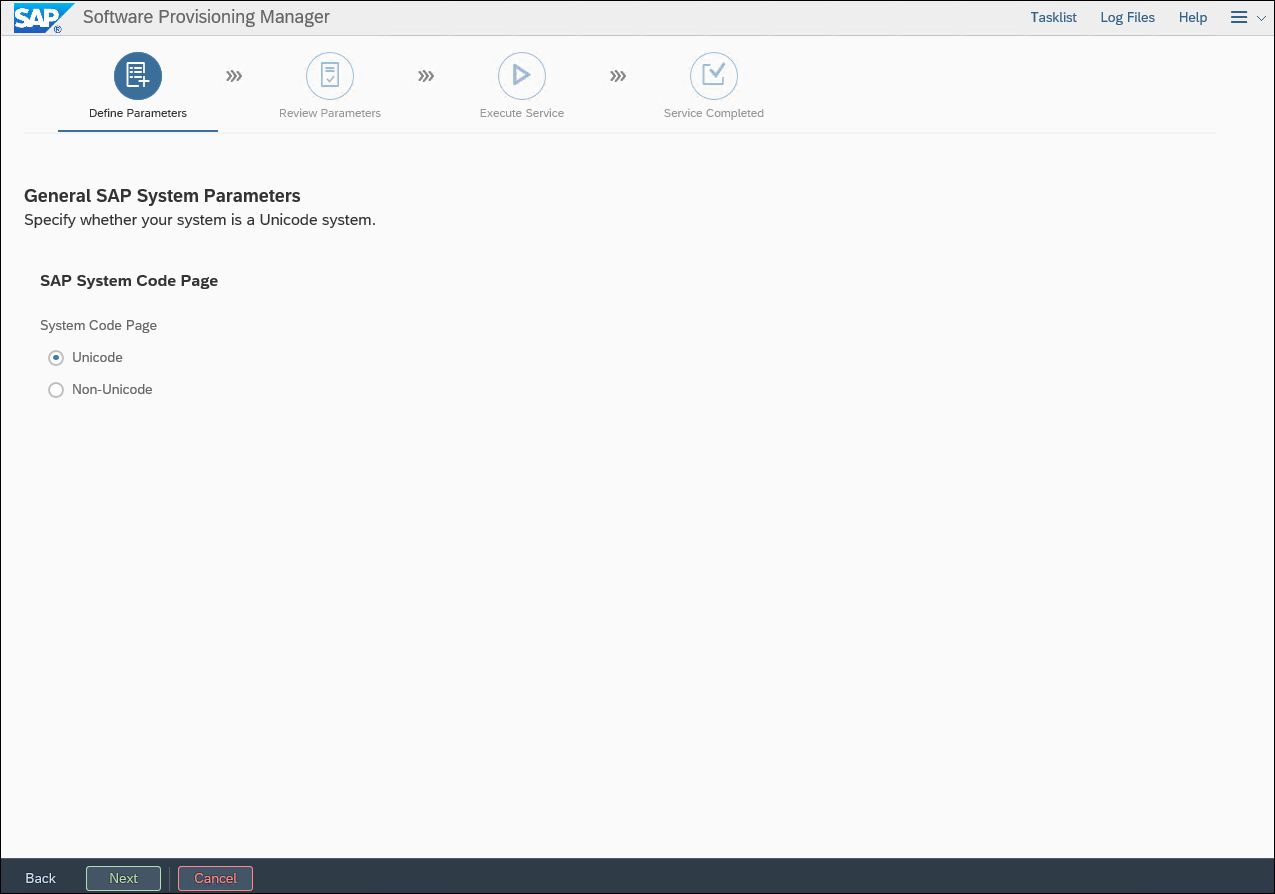 SAP® Software Provisioning Manager Tasklist Log Files Help
Define Parameters Review Parameters Execute Service Service Completed
General SAP System Parameters
Specify whether your system is a Unicode system.
SAP System Code Page
System Code Page
Unicode
Non-Unicode
Back Next Cancel